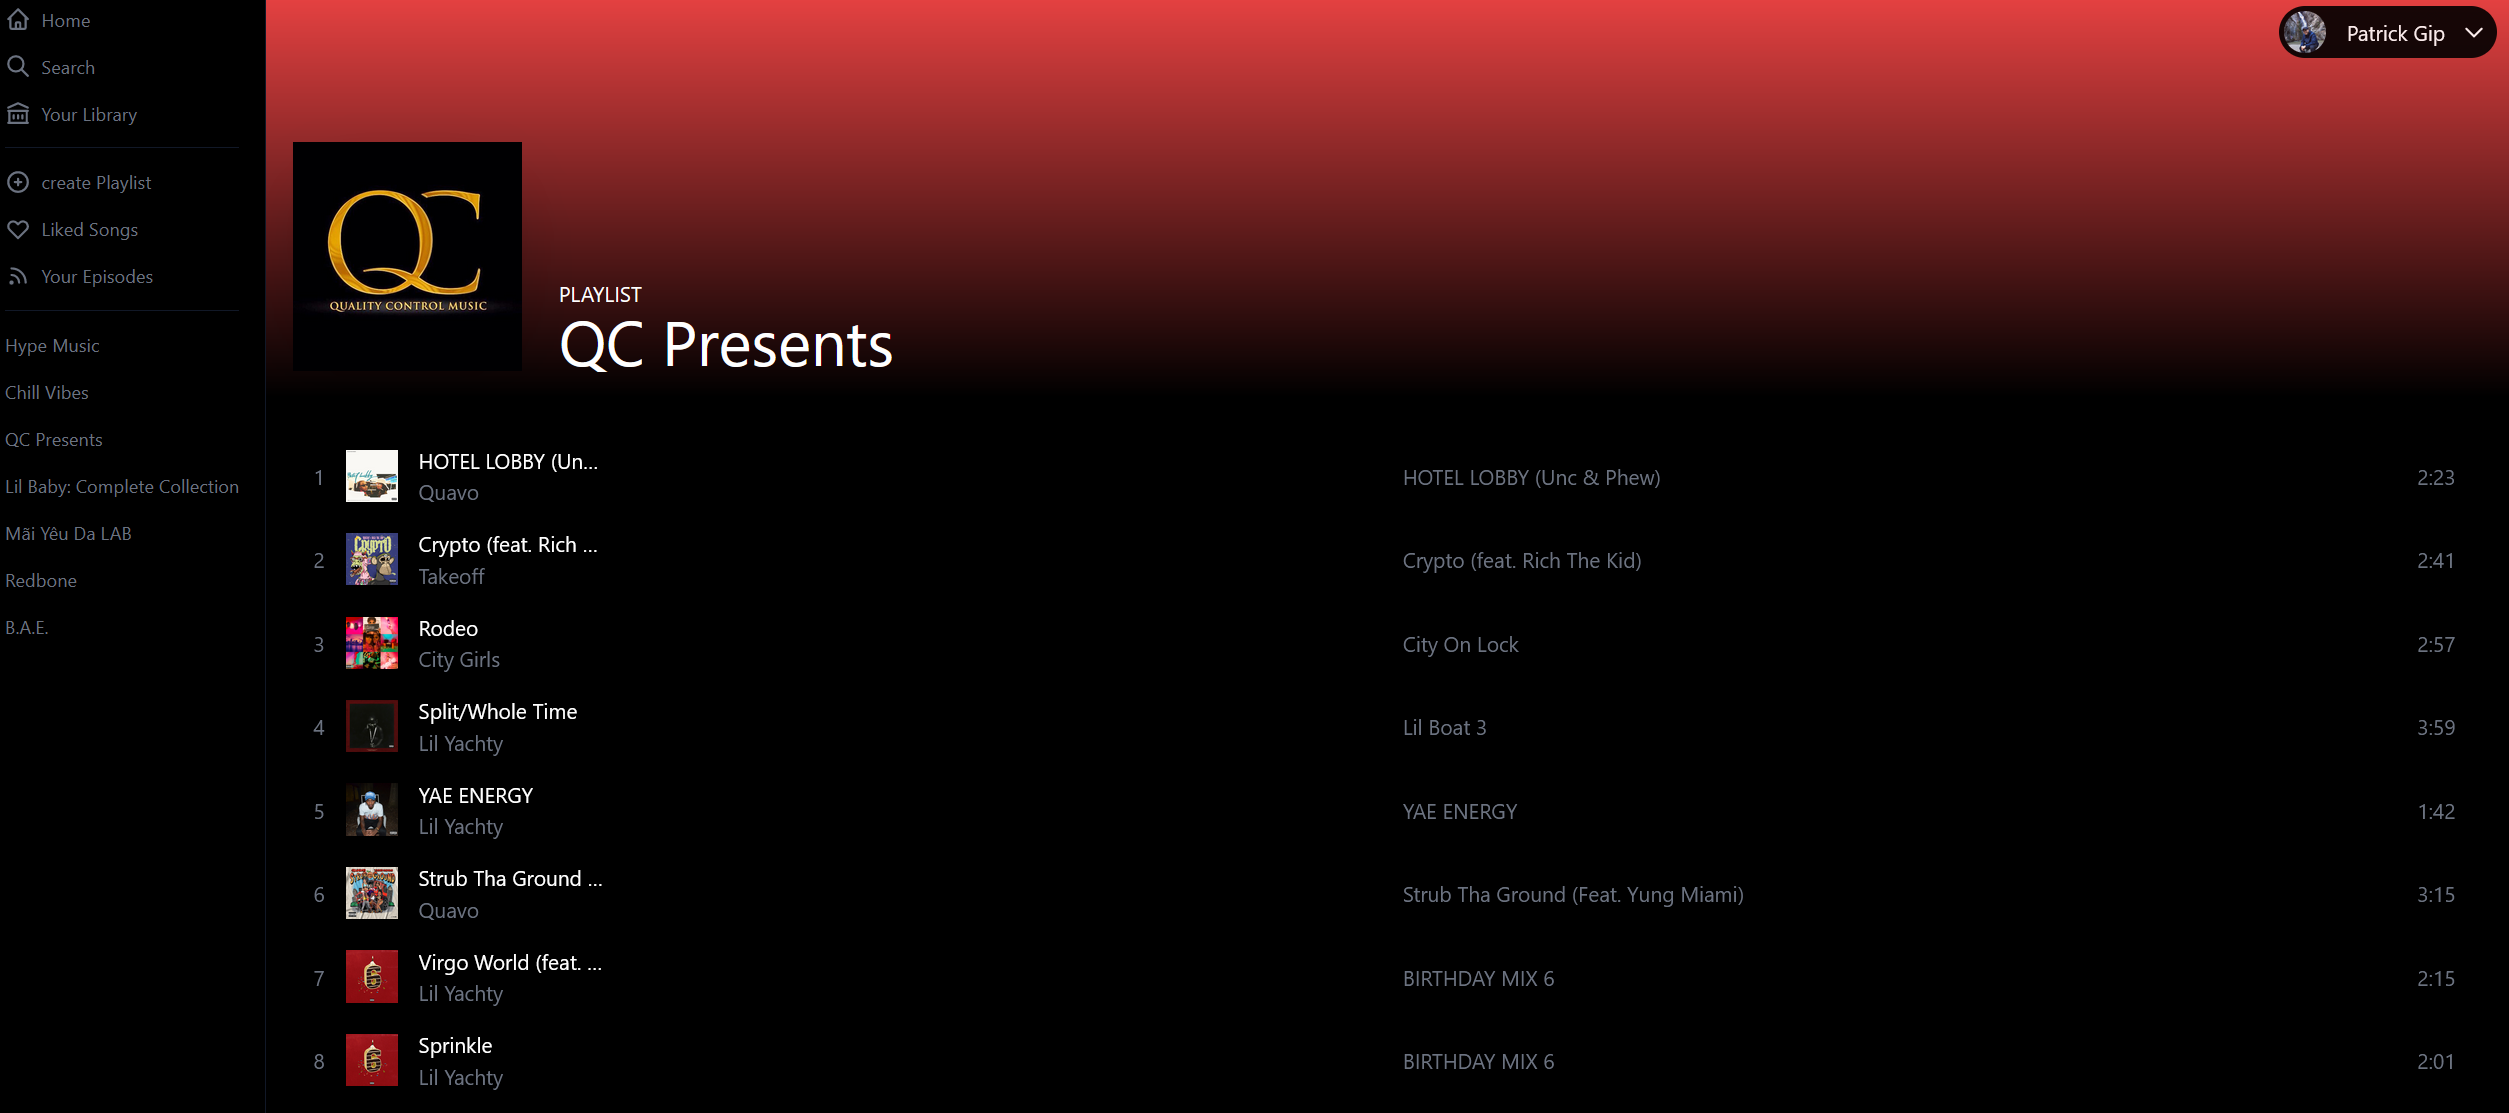 Home
Search
Your Library
create Playlist
Liked Songs
Your Episodes
Hype Music
Chill Vibes
QC Presents
Lil Baby: Complete Collection
Mãi Yêu Da LAB
Redbone
B.A.E.
Patrick Gip
QC
QUALITY CONTROL MUSIC
PLAYLIST
QC Presents
1 HOTEL LOBBY (Un... HOTEL LOBBY (Unc & Phew) 2:23
Quavo
CRYPTO
2 Crypto (feat. Rich ... Crypto (feat. Rich The Kid) 2:41
Takeoff
3 Rodeo City On Lock 2:57
City Girls
4 Split/Whole Time Lil Boat 3 3:59
Lil Yachty
5 YAE ENERGY YAE ENERGY 1:42
Lil Yachty
6 Strub Tha Ground ... Strub Tha Ground (Feat. Yung Miami) 3:15
Quavo
6
7 Virgo World (feat. ... BIRTHDAY MIX 6 2:15
Lil Yachty
6
8 Sprinkle BIRTHDAY MIX 6 2:01
Lil Yachty